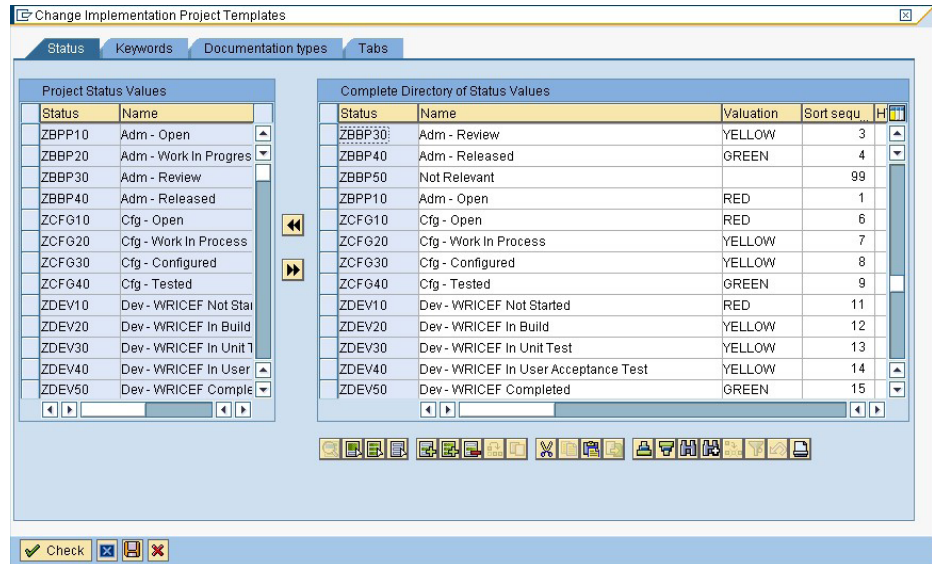 Change Implementation Project Templates
Status Keywords Documentation types Tabs
Project Status Values
Status Name
ZBPP10 Adm - Open
ZBBP20 Adm - Work In Progres
ZBBP30 Adm - Review
ZBBP40 Adm - Released
ZCFG10 Cfg - Open
ZCFG20 Cfg - Work In Process
ZCFG30 Cfg - Configured
ZCFG40 Cfg - Tested
ZDEV10 Dev - WRICEF Not Star
ZDEV20 Dev - WRICEF In Build
ZDEV30 Dev - WRICEF In Unit T
ZDEV40 Dev - WRICEF In User
ZDEV50 Dev - WRICEF Comple
Complete Directory of Status Values
Status Name Valuation Sort sequ... H
ZBBP30 Adm - Review YELLOW 3
ZBBP40 Adm - Released GREEN 4
ZBBP50 Not Relevant 99
ZBPP10 Adm - Open RED 1
ZCFG10 Cfg - Open RED 6
ZCFG20 Cfg - Work In Process YELLOW 7
ZCFG30 Cfg - Configured YELLOW 8
ZCFG40 Cfg - Tested GREEN 9
ZDEV10 Dev - WRICEF Not Started RED 11
ZDEV20 Dev - WRICEF In Build YELLOW 12
ZDEV30 Dev - WRICEF In Unit Test YELLOW 13
ZDEV40 Dev - WRICEF In User Acceptance Test YELLOW 14
ZDEV50 Dev - WRICEF Completed GREEN 15
Check